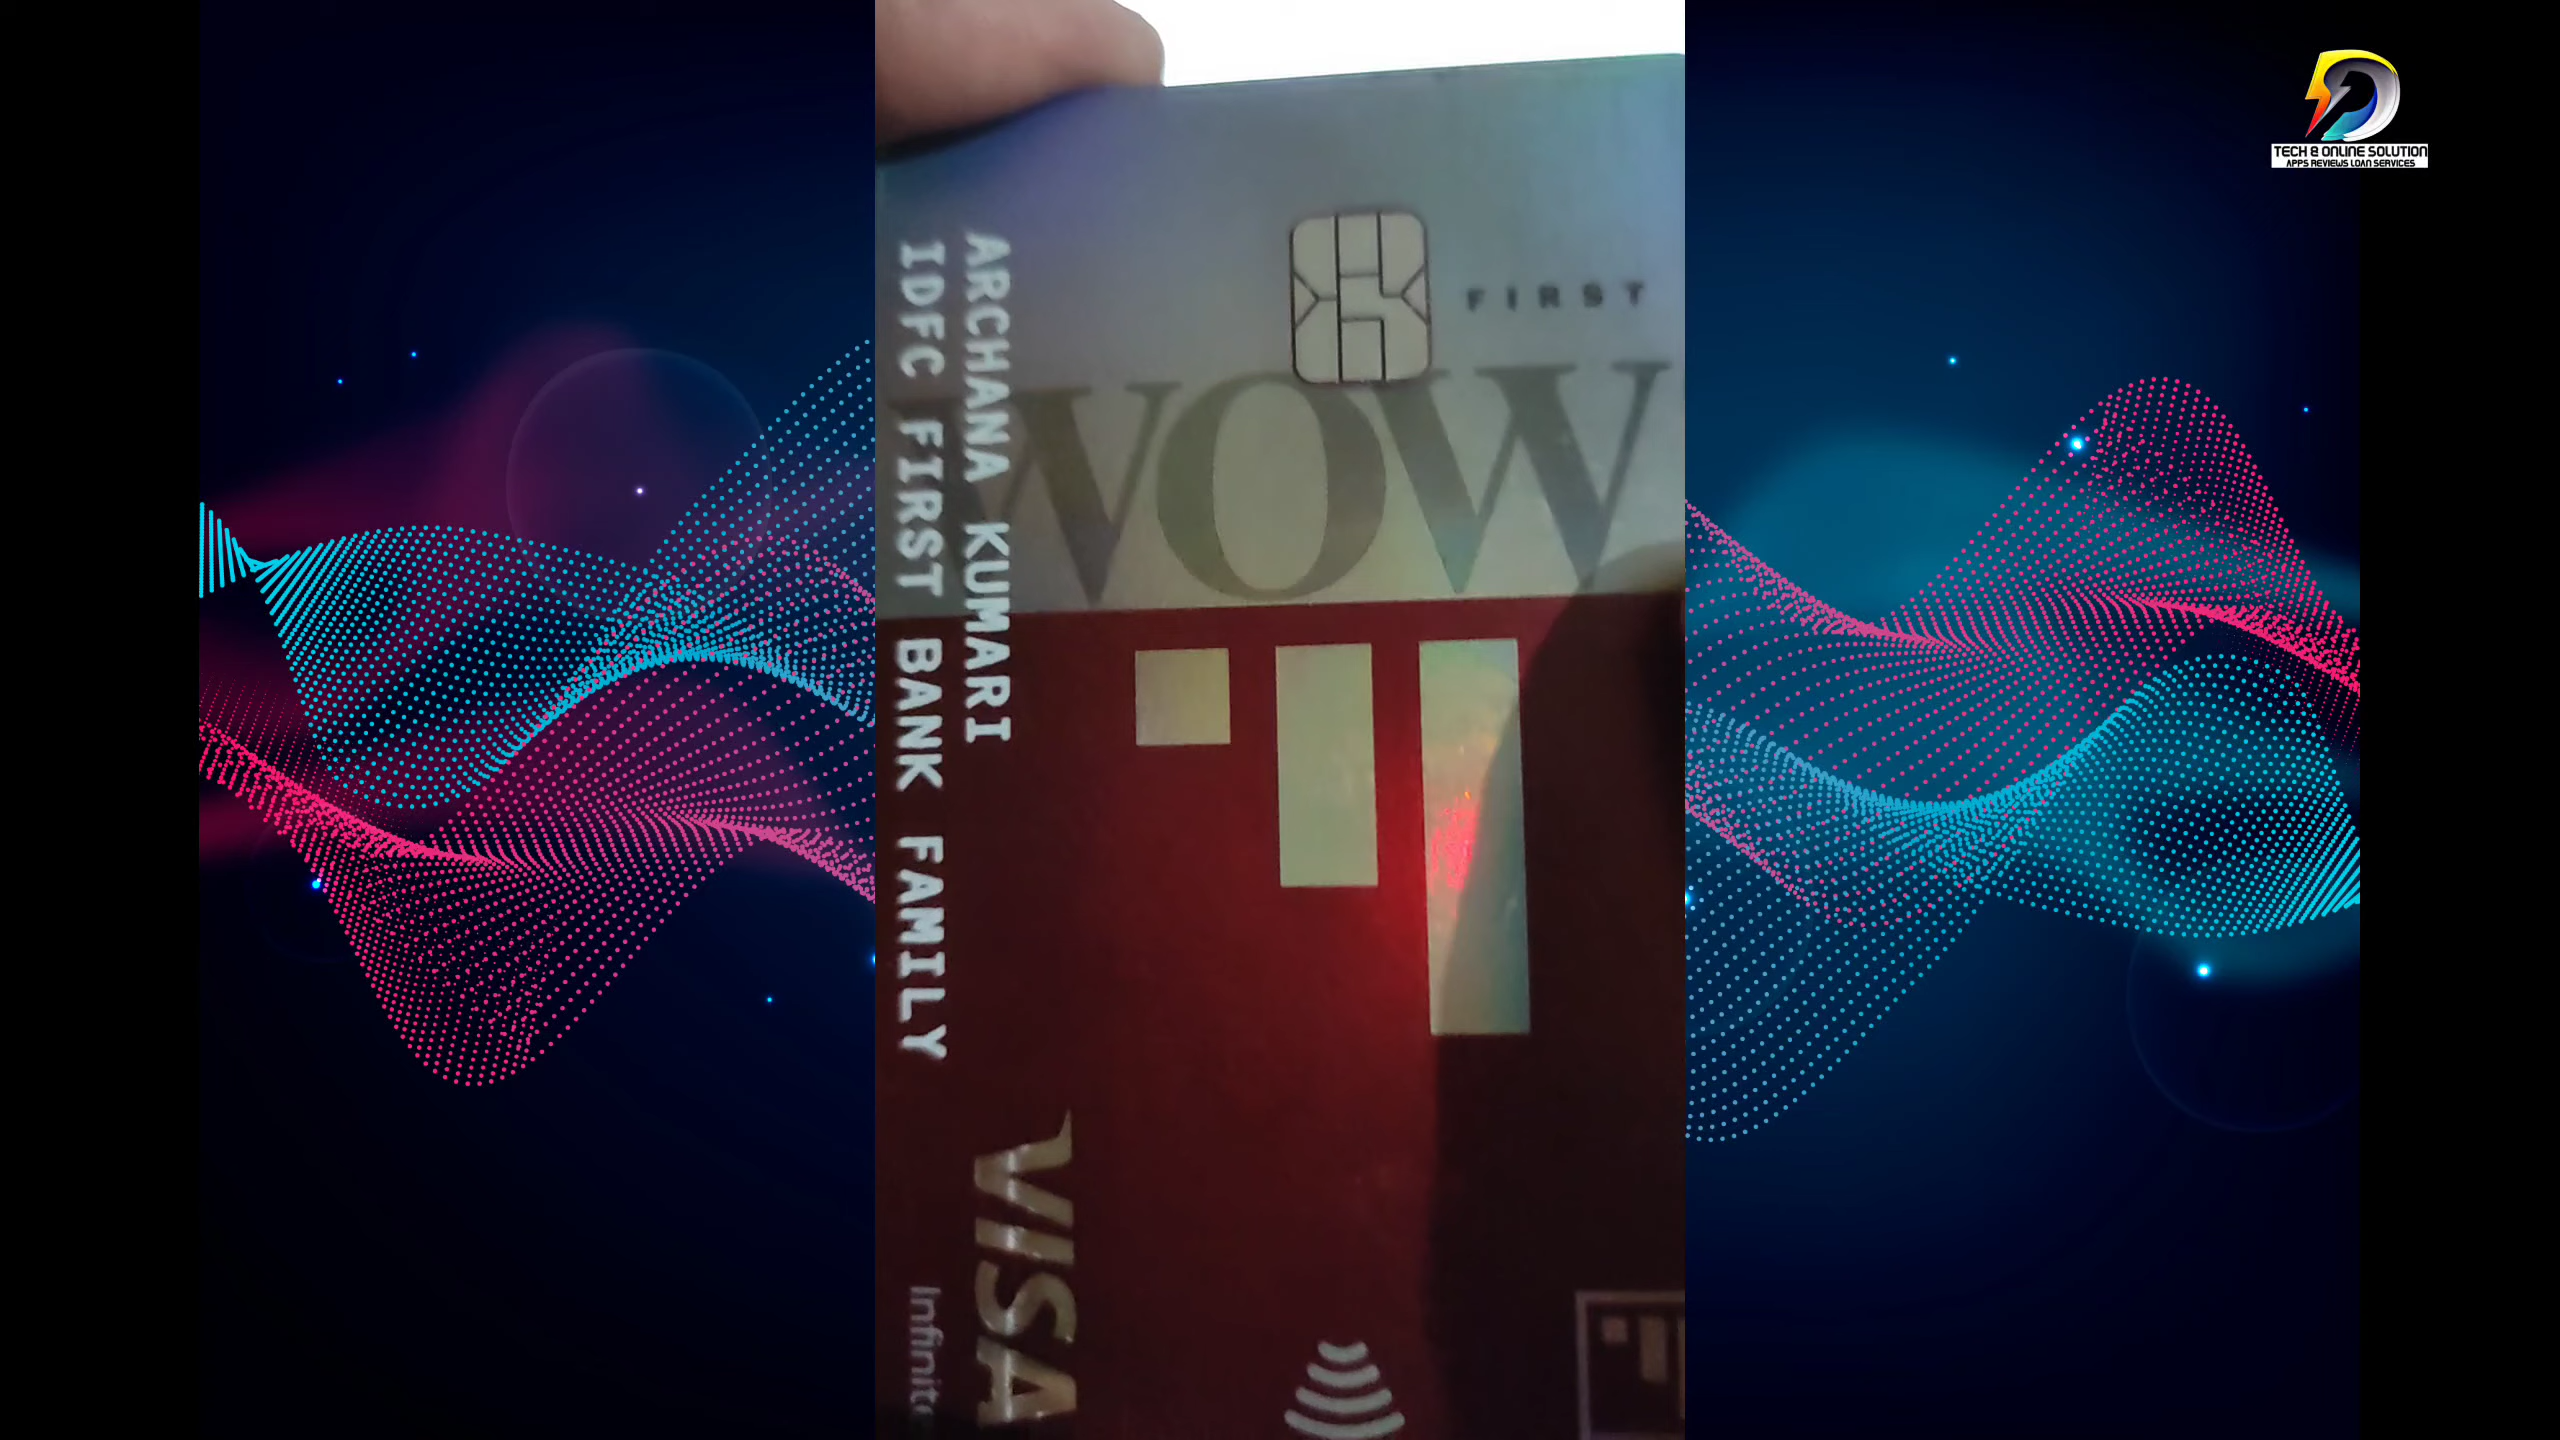 TECH & ONLINE SOLUTION
APPS REVIEWS LOAN SERVICES
FIRST
WOW
ARCHANA KUMARI
IDFC FIRST BANK FAMILY
VISA
Infinite